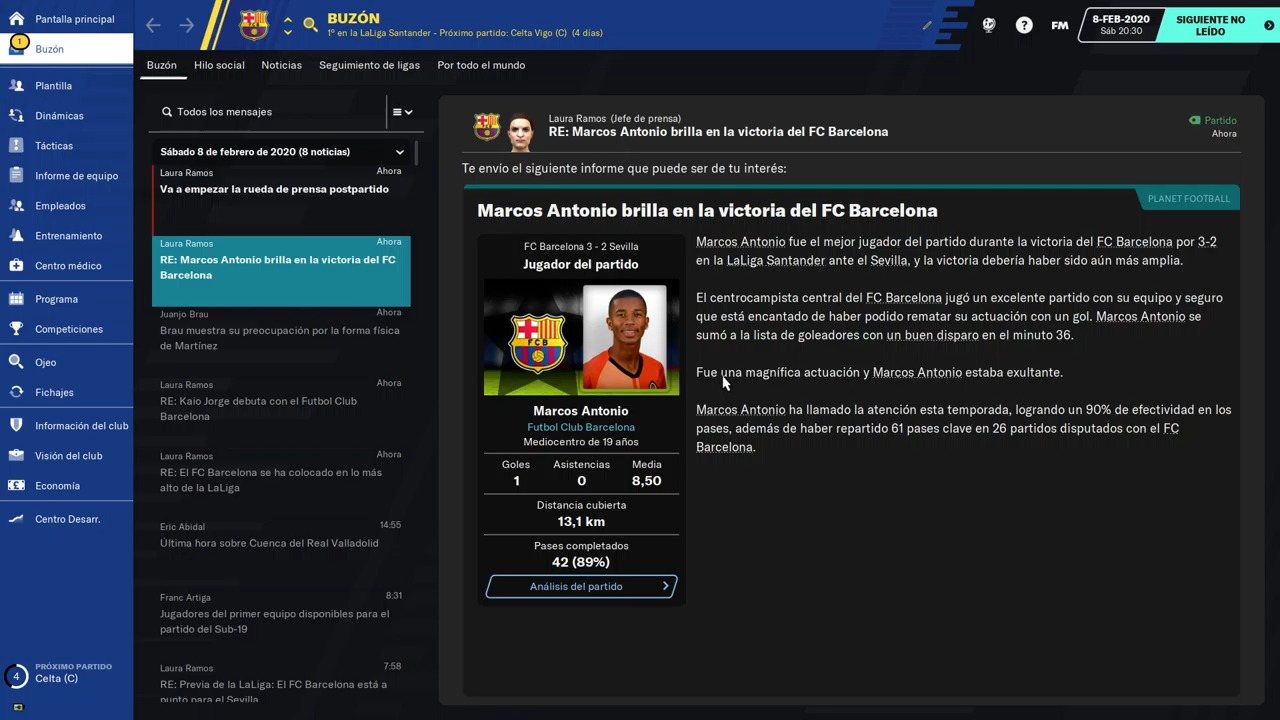 Pantalla principal
1
Buzón
Plantilla
Dinámicas
Tácticas
Informe de equipo
Empleados
Entrenamiento
Centro médico
Programa
Competiciones
Ojeo
Fichajes
Información del club
Visión del club
Economía
Centro Desarr.
4
PRÓXIMO PARTIDO
Celta (C)
BUZÓN
1º en la LaLiga Santander - Próximo partido: Celta Vigo (C) (4 días)
?
FM
8-FEB-2020
Sáb 20:30
SIGUIENTE NO
LEÍDO
Buzón Hilo social Noticias Seguimiento de ligas Por todo el mundo
Todos los mensajes
Sábado 8 de febrero de 2020 (8 noticias)
Laura Ramos Ahora
Va a empezar la rueda de prensa postpartido
Laura Ramos Ahora
RE: Marcos Antonio brilla en la victoria del FC
Barcelona
Juanjo Brau Ahora
Brau muestra su preocupación por la forma física
de Martínez
Laura Ramos Ahora
RE: Kaio Jorge debuta con el Futbol Club
Barcelona
Laura Ramos Ahora
RE: El FC Barcelona se ha colocado en lo más
alto de la LaLiga
Eric Abidal 14:55
Última hora sobre Cuenca del Real Valladolid
Franc Artiga 8:31
Jugadores del primer equipo disponibles para el
partido del Sub-19
Laura Ramos 7:58
RE: Previa de la LaLiga: El FC Barcelona está a
punto para el Sevilla
Laura Ramos (Jefe de prensa)
RE: Marcos Antonio brilla en la victoria del FC Barcelona
Partido
Ahora
Te envío el siguiente informe que puede ser de tu interés:
PLANET FOOTBALL
Marcos Antonio brilla en la victoria del FC Barcelona
FC Barcelona 3 - 2 Sevilla
Jugador del partido
FCB
Marcos Antonio
Futbol Club Barcelona
Mediocentro de 19 años
Goles Asistencias Media
1 0 8,50
Distancia cubierta
13,1 km
Pases completados
42 (89%)
Análisis del partido
Marcos Antonio fue el mejor jugador del partido durante la victoria del FC Barcelona por 3-2
en la LaLiga Santander ante el Sevilla, y la victoria debería haber sido aún más amplia.
El centrocampista central del FC Barcelona jugó un excelente partido con su equipo y seguro
que está encantado de haber podido rematar su actuación con un gol. Marcos Antonio se
sumó a la lista de goleadores con un buen disparo en el minuto 36.
Fue una magnífica actuación y Marcos Antonio estaba exultante.
Marcos Antonio ha llamado la atención esta temporada, logrando un 90% de efectividad en los
pases, además de haber repartido 61 pases clave en 26 partidos disputados con el FC
Barcelona.